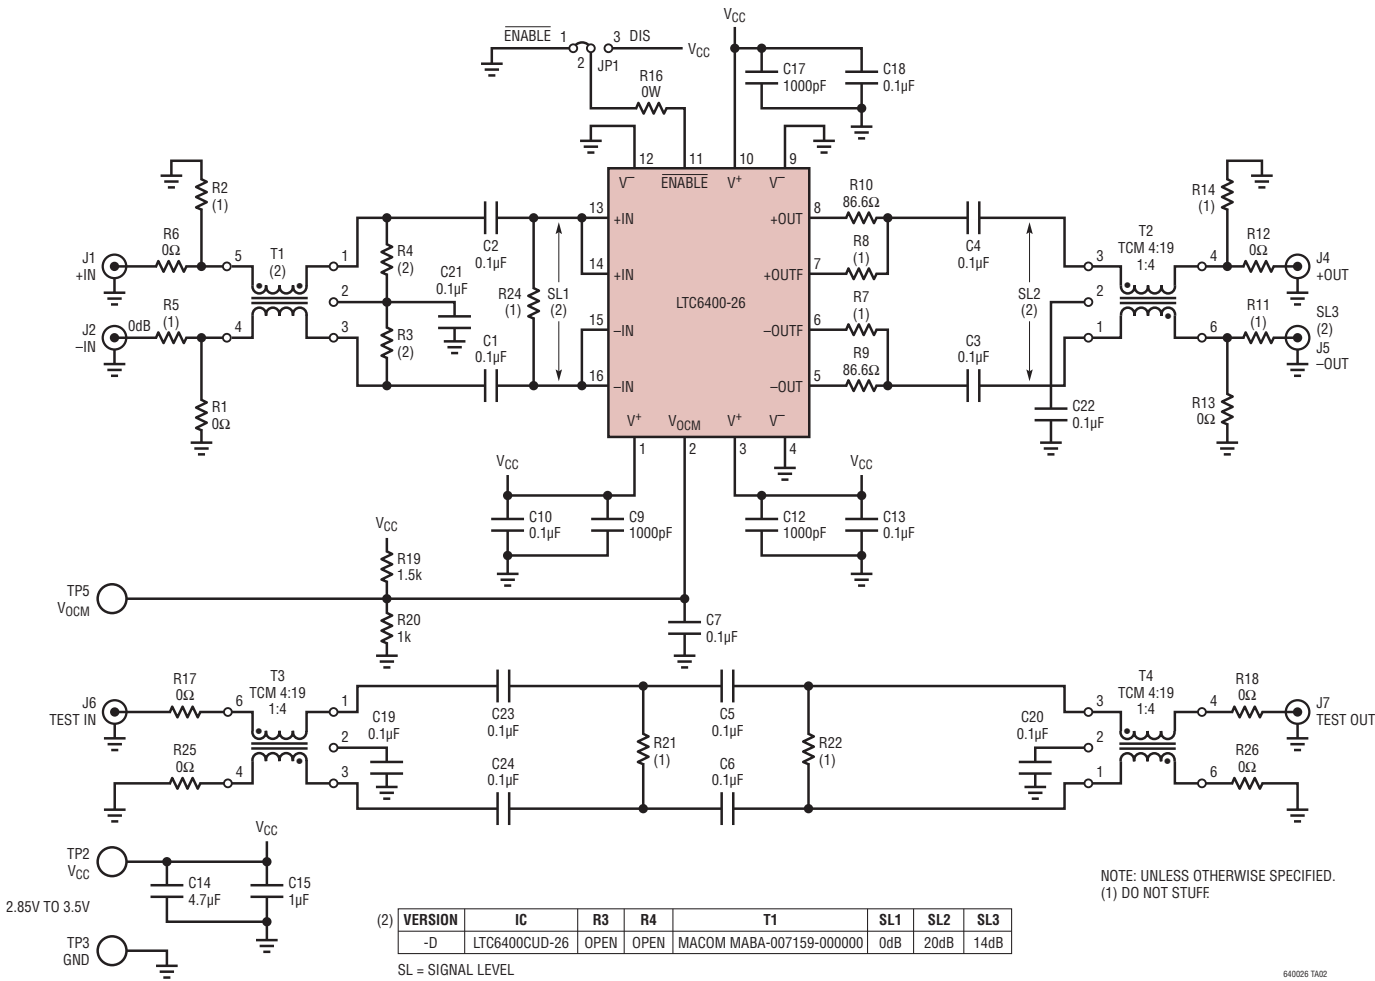 VCC
ENABLE 1 3 DIS
VCC
2 JP1
R16
0W
C17
1000pF
C18
0.1µF
12 11 10 9
V– ENABLE V+ V–
R2
(1)
R6
0Ω
J1
+IN
5
T1
(2)
1
R4
(2)
C2
0.1µF
13
+IN
14
+IN
C21
0.1µF
2
R24
(1)
SL1
(2)
LTC6400-26
J2
–IN
0dB
R5
(1)
4
3
R3
(2)
C1
0.1µF
15
–IN
16
–IN
R1
0Ω
+OUT
8
R10
86.6Ω
R8
(1)
+OUTF
7
R7
(1)
–OUTF
6
R9
86.6Ω
–OUT
5
C4
0.1µF
C3
0.1µF
SL2
(2)
R14
(1)
T2
TCM 4:19
1:4
3
2
1
4
6
R12
0Ω
J4
+OUT
R11
(1)
SL3
(2)
J5
–OUT
C22
0.1µF
R13
0Ω
V+ VOCM V+ V–
1 2 3 4
VCC
C10
0.1µF
C9
1000pF
VCC
C12
1000pF
C13
0.1µF
VCC
R19
1.5k
TP5
VOCM
R20
1k
C7
0.1µF
R17
0Ω
J6
TEST IN
6
T3
TCM 4:19
1:4
1
2
3
4
C19
0.1µF
R25
0Ω
C23
0.1µF
C24
0.1µF
R21
(1)
C5
0.1µF
C6
0.1µF
R22
(1)
C20
0.1µF
T4
TCM 4:19
1:4
3
2
1
4
6
R18
0Ω
J7
TEST OUT
R26
0Ω
VCC
TP2
VCC
C14
4.7µF
C15
1µF
2.85V TO 3.5V
TP3
GND
NOTE: UNLESS OTHERWISE SPECIFIED.
(1) DO NOT STUFF.
(2) VERSION IC R3 R4 T1 SL1 SL2 SL3
-D LTC6400CUD-26 OPEN OPEN MACOM MABA-007159-000000 0dB 20dB 14dB
SL = SIGNAL LEVEL
640026 TA02